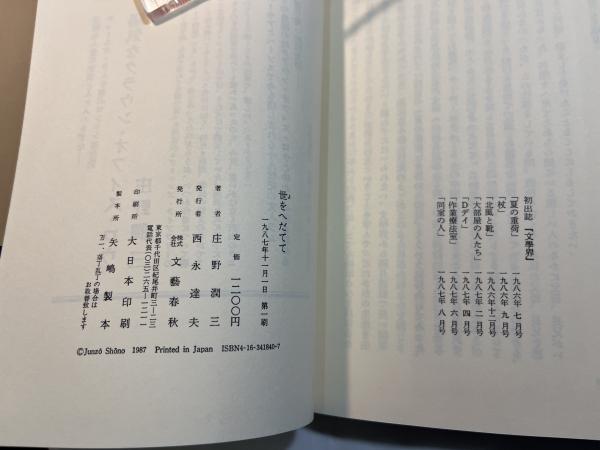 初出誌「文學界」
「夏の重荷」 一九八六年 七月号
「杖」 一九八六年 九月号
「北風と靴」 一九八六年十二月号
「大部屋の人たち」 一九八七年 二月号
「Dデイ」 一九八七年 四月号
「作業療法室」 一九八七年 六月号
「同室の人」 一九八七年 八月号
世をへだてて
一九八七年十一月一日 第一刷
定価 一二〇〇円
著者 庄野潤三
発行者 西永達夫
発行所 株式会社 文藝春秋
東京都千代田区紀尾井町三―二三
電話代表(〇三)二六五―一二一一
印刷所 大日本印刷
製本所 矢嶋製本
万一、落丁乱丁の場合は
お取替致します
©Junzō Shōno 1987 Printed in Japan ISBN4-16-341840-7